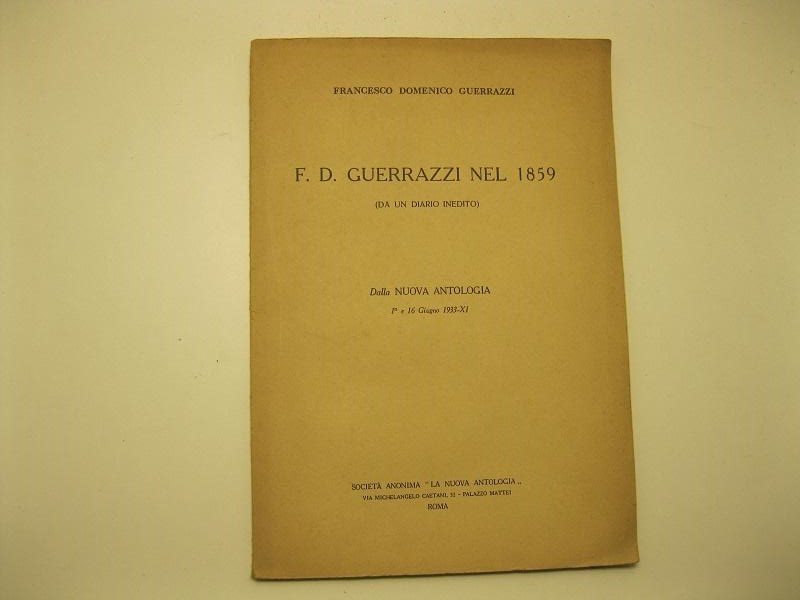 FRANCESCO DOMENICO GUERRAZZI
F. D. GUERRAZZI NEL 1859
(DA UN DIARIO INEDITO)
Dalla NUOVA ANTOLOGIA
1º e 16 Giugno 1933-XI
SOCIETÀ ANONIMA “LA NUOVA ANTOLOGIA„
VIA MICHELANGELO CAETANI, 32 - PALAZZO MATTEI
ROMA